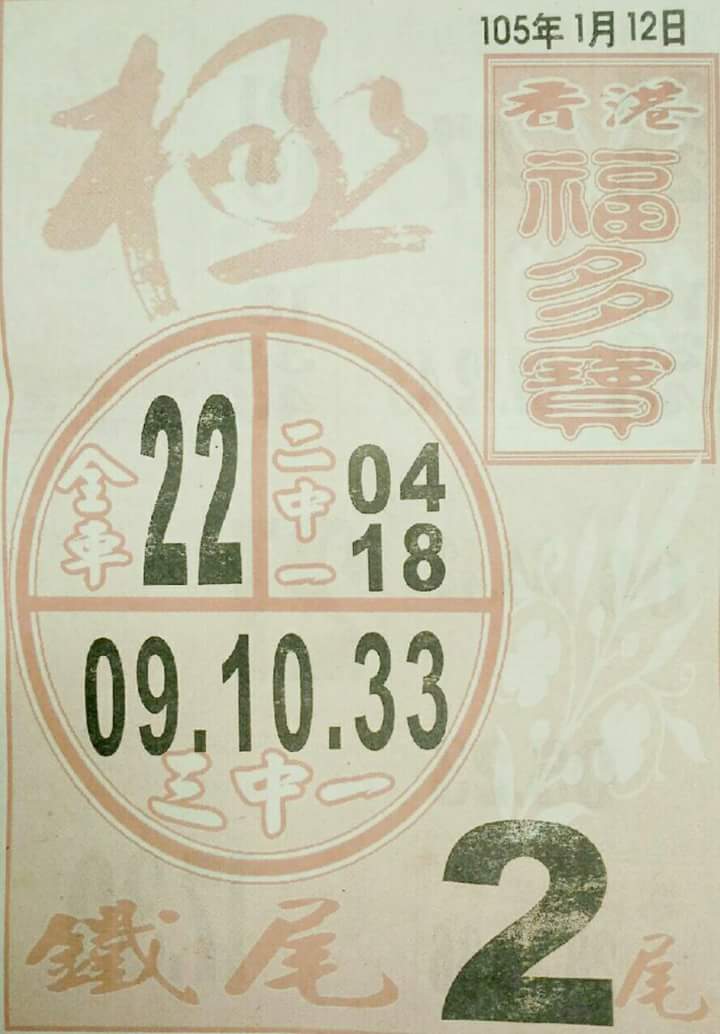 105年1月12日
極
香港
福多寶
全車
22
二中一
04
18
09.10.33
三中一
鐵尾
2尾